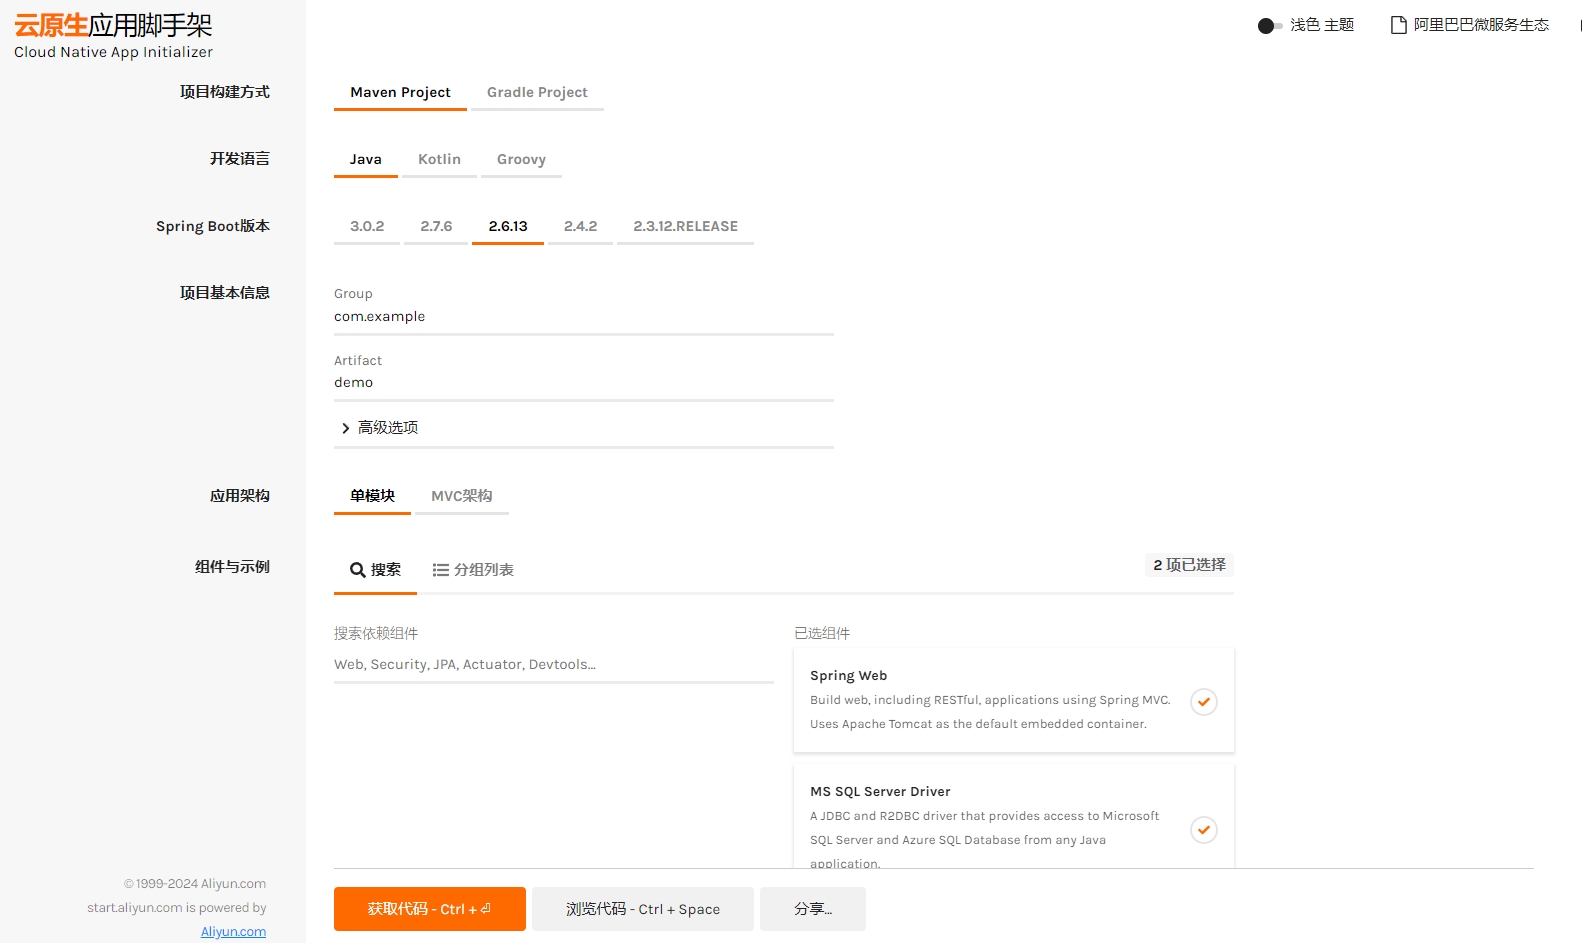 云原生应用脚手架
Cloud Native App Initializer
浅色 主题
阿里巴巴微服务生态
项目构建方式
Maven Project
Gradle Project
开发语言
Java
Kotlin
Groovy
Spring Boot版本
3.0.2
2.7.6
2.6.13
2.4.2
2.3.12.RELEASE
项目基本信息
Group
com.example
Artifact
demo
高级选项
应用架构
单模块
MVC架构
组件与示例
搜索
分组列表
2 项已选择
搜索依赖组件
Web, Security, JPA, Actuator, Devtools...
已选组件
Spring Web
Build web, including RESTful, applications using Spring MVC.
Uses Apache Tomcat as the default embedded container.
MS SQL Server Driver
A JDBC and R2DBC driver that provides access to Microsoft
SQL Server and Azure SQL Database from any Java
application.
© 1999-2024 Aliyun.com
start.aliyun.com is powered by
Aliyun.com
获取代码 - Ctrl + ⏎
浏览代码 - Ctrl + Space
分享...